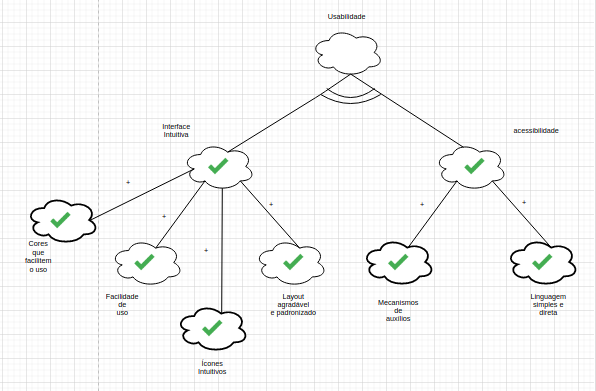 Usabilidade
Interface
Intuitiva
acessibilidade
+
+
+
+
+
+
Cores
que
facilitem
o uso
Facilidade
de
uso
Layout
agradável
e padronizado
Mecanismos
de
auxílios
Linguagem
simples e
direta
Ícones
Intuitivos